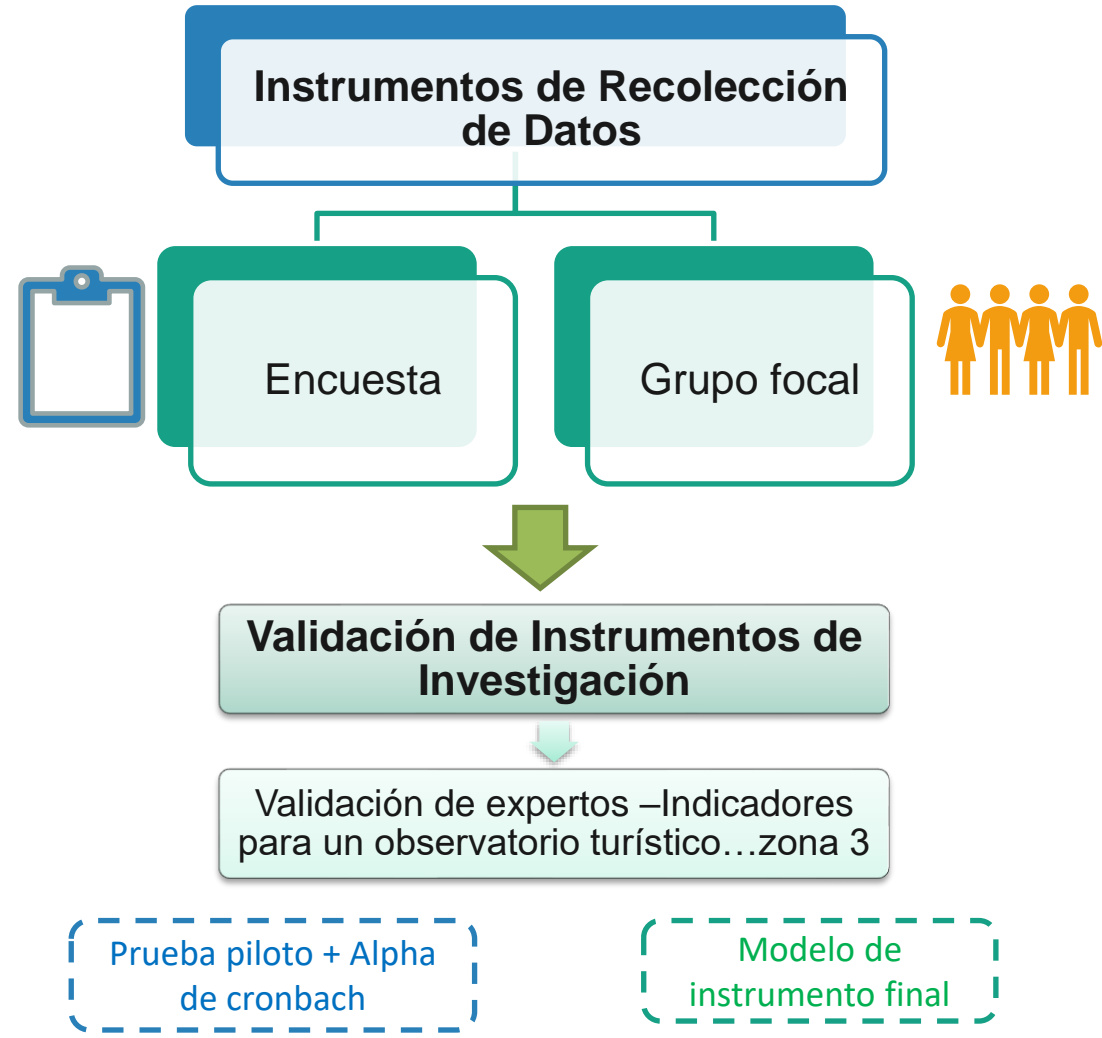 Instrumentos de Recolección
de Datos
Encuesta
Grupo focal
Validación de Instrumentos de
Investigación
Validación de expertos –Indicadores
para un observatorio turístico…zona 3
Prueba piloto + Alpha
de cronbach
Modelo de
instrumento final